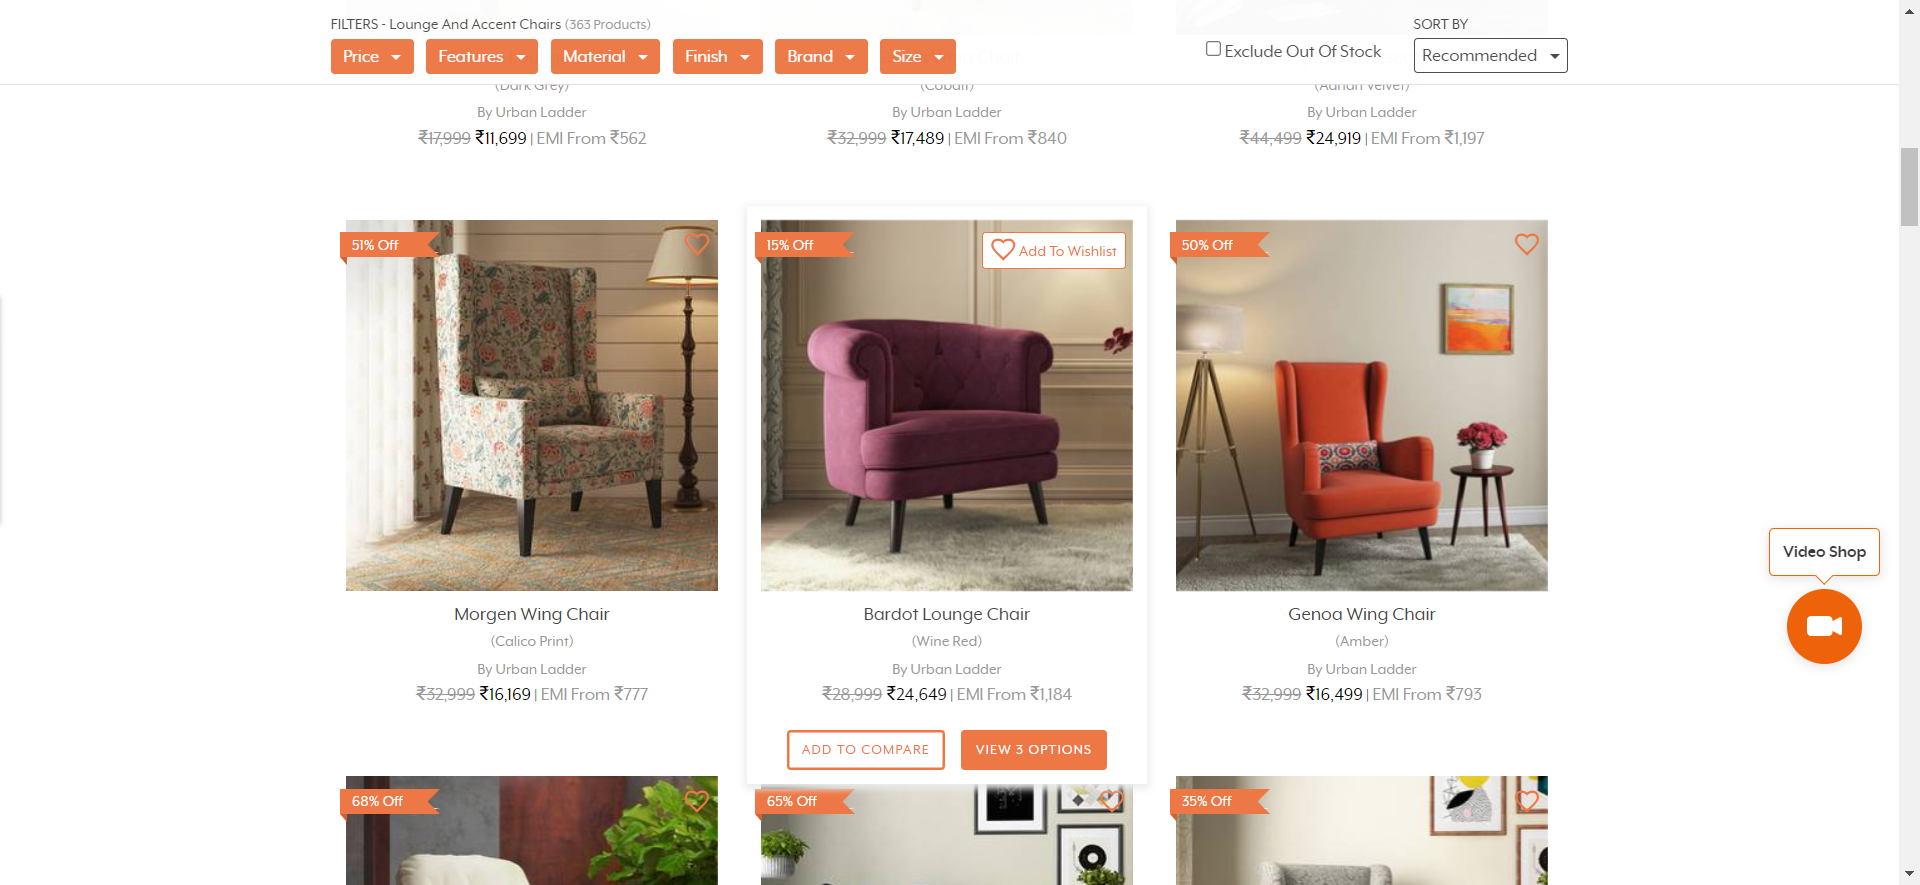 FILTERS - Lounge And Accent Chairs (363 Products)
SORT BY
Price
Features
Material
Finish
Brand
Size
Exclude Out Of Stock
Recommended
(Dark Grey)
(Cobalt)
(Adrian Velvet)
By Urban Ladder
By Urban Ladder
By Urban Ladder
₹17,999 ₹11,699 | EMI From ₹562
₹32,999 ₹17,489 | EMI From ₹840
₹44,499 ₹24,919 | EMI From ₹1,197
51% Off
15% Off
Add To Wishlist
50% Off
Morgen Wing Chair
(Calico Print)
By Urban Ladder
₹32,999 ₹16,169 | EMI From ₹777
Bardot Lounge Chair
(Wine Red)
By Urban Ladder
₹28,999 ₹24,649 | EMI From ₹1,184
ADD TO COMPARE
VIEW 3 OPTIONS
Genoa Wing Chair
(Amber)
By Urban Ladder
₹32,999 ₹16,499 | EMI From ₹793
Video Shop
68% Off
65% Off
35% Off